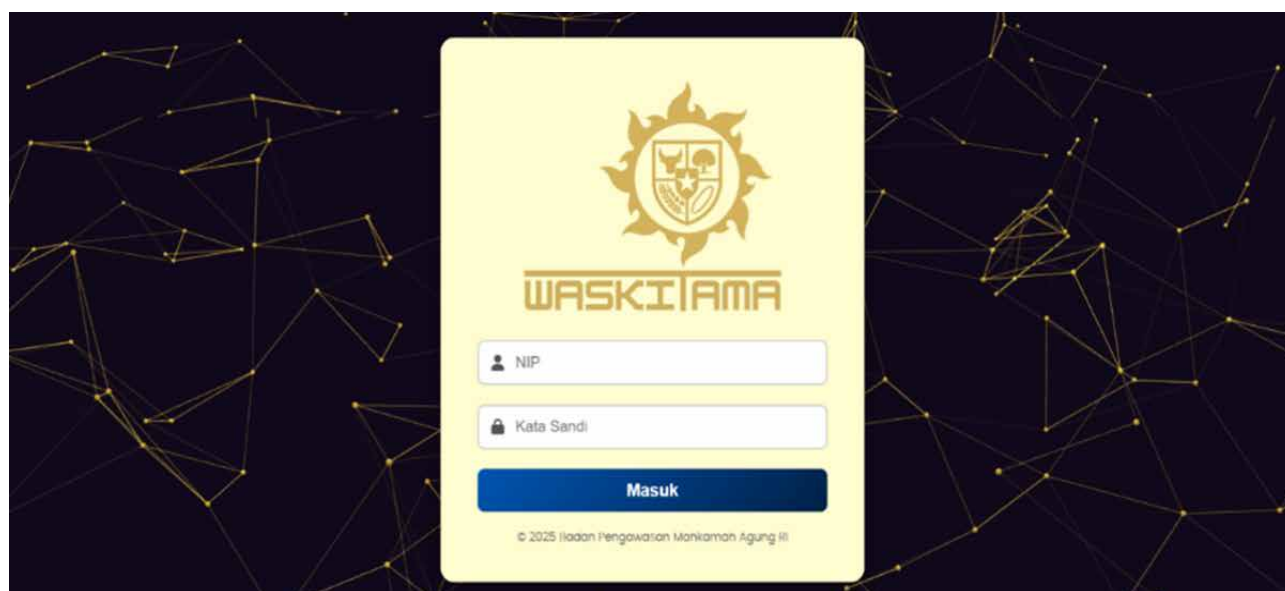 WASKITAMA
NIP
Kata Sandi
Masuk
© 2025 Badan Pengawasan Mahkamah Agung RI